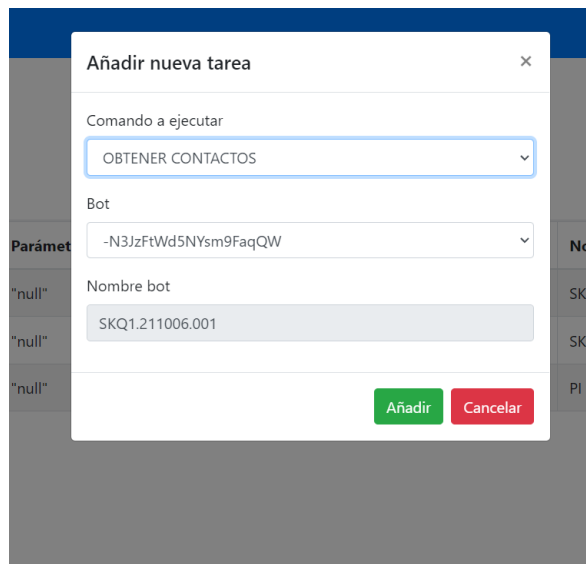 Añadir nueva tarea
×
Comando a ejecutar
OBTENER CONTACTOS
Bot
-N3JzFtWd5NYsm9FaqQW
Nombre bot
SKQ1.211006.001
Añadir Cancelar
Parámet No
"null" SK
"null" SK
"null" PI